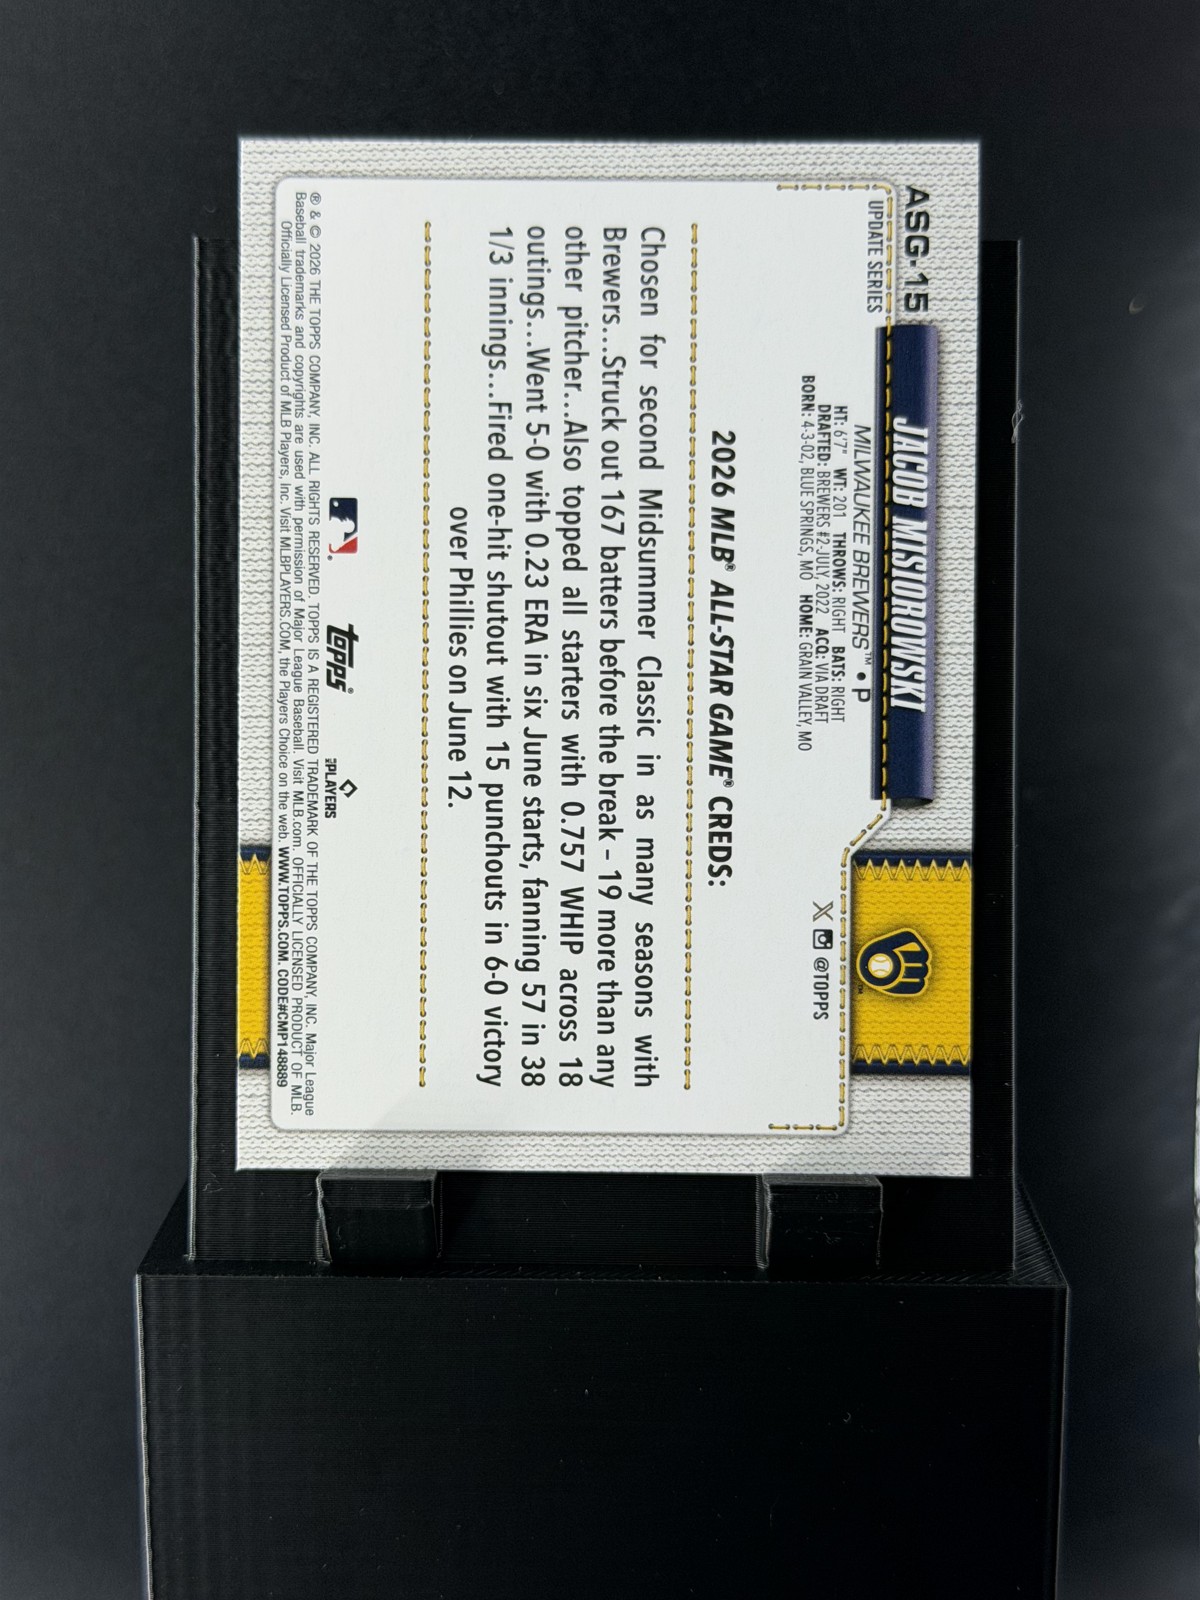 ASG-15
UPDATE SERIES
JACOB MISIOROWSKI
MILWAUKEE BREWERS™ • P
HT: 6'7" WT: 201 THROWS: RIGHT BATS: RIGHT
DRAFTED: BREWERS #2-JULY, 2022 ACQ: VIA DRAFT
BORN: 4-3-02, BLUE SPRINGS, MO HOME: GRAIN VALLEY, MO
@TOPPS
2026 MLB® ALL-STAR GAME® CREDS:
Chosen for second Midsummer Classic in as many seasons with
Brewers...Struck out 167 batters before the break – 19 more than any
other pitcher...Also topped all starters with 0.757 WHIP across 18
outings...Went 5-0 with 0.23 ERA in six June starts, fanning 57 in 38
1/3 innings...Fired one-hit shutout with 15 punchouts in 6-0 victory
over Phillies on June 12.
topps®
MLBPLAYERS
® & © 2026 THE TOPPS COMPANY, INC. ALL RIGHTS RESERVED. TOPPS IS A REGISTERED TRADEMARK OF THE TOPPS COMPANY, INC. Major League
Baseball trademarks and copyrights are used with permission of Major League Baseball. Visit MLB.com. OFFICIALLY LICENSED PRODUCT OF MLB
Officially Licensed Product of MLB Players, Inc. Visit MLBPLAYERS.COM, the Players Choice on the web. WWW.TOPPS.COM. CODE#CMP148889